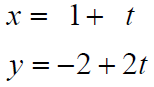 x = 1 + t
y = −2 + 2t